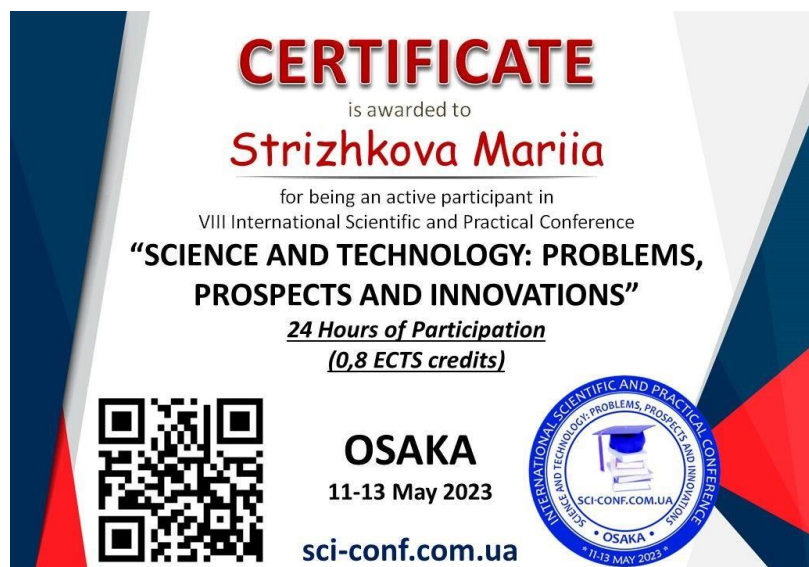 CERTIFICATE
is awarded to
Strizhkova Mariia
for being an active participant in
VIII International Scientific and Practical Conference
“SCIENCE AND TECHNOLOGY: PROBLEMS,
PROSPECTS AND INNOVATIONS”
24 Hours of Participation
(0,8 ECTS credits)
OSAKA
11-13 May 2023
sci-conf.com.ua
INTERNATIONAL SCIENTIFIC AND PRACTICAL CONFERENCE
SCIENCE AND TECHNOLOGY: PROBLEMS, PROSPECTS AND INNOVATIONS
SCI-CONF.COM.UA
• OSAKA •
* 11-13 MAY 2023 *